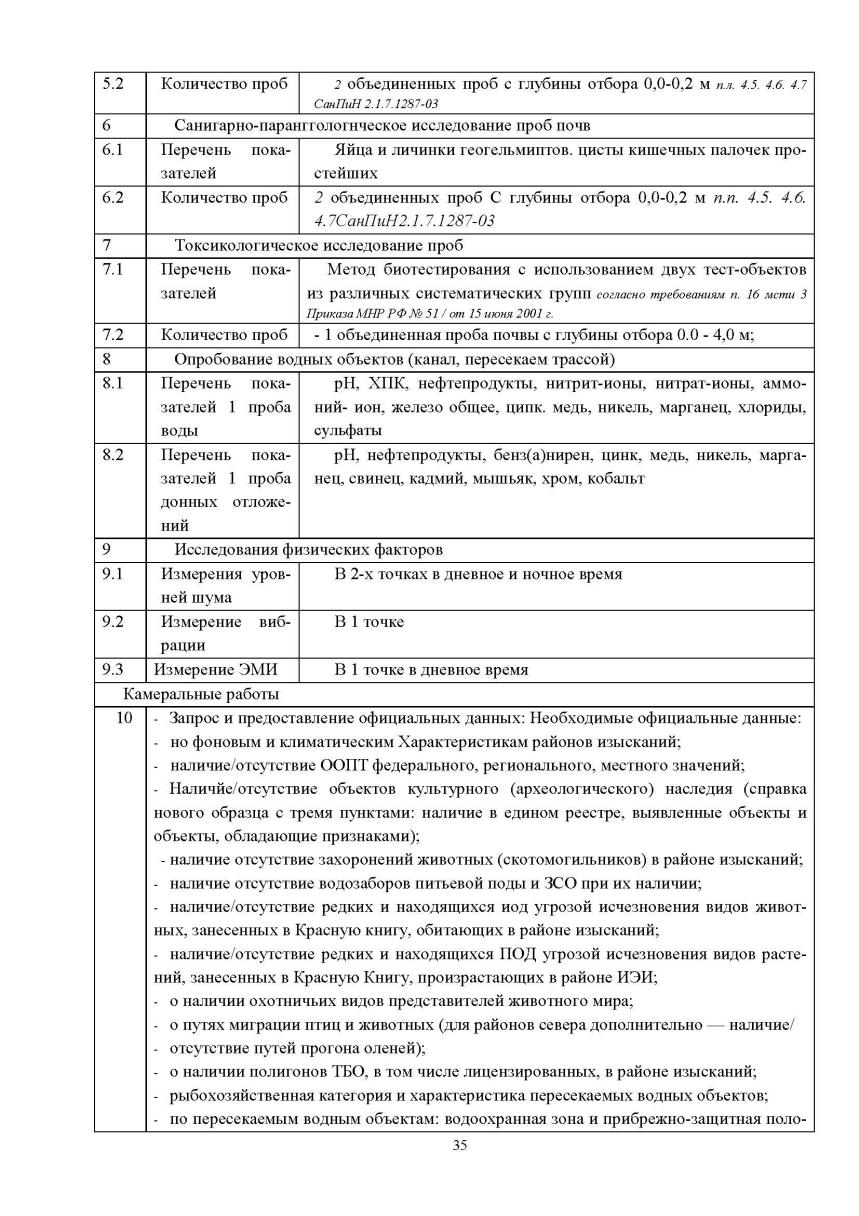 5.2 Количество проб 2 объединенных проб с глубины отбора 0,0-0,2 м п.л. 4.5. 4.6. 4.7
СанПиН 2.1.7.1287-03
6 Санигарно-паранггологнческое исследование проб почв
6.1 Перечень пока- Яйца и личинки геогельмиптов. цисты кишечных палочек про-
зателей стейших
6.2 Количество проб 2 объединенных проб С глубины отбора 0,0-0,2 м п.п. 4.5. 4.6.
4.7СанПиН2.1.7.1287-03
7 Токсикологическое исследование проб
7.1 Перечень пока- Метод биотестирования с использованием двух тест-объектов
зателей из различных систематических групп согласно требованиям п. 16 мсти 3
Приказа МНР РФ № 51 / от 15 июня 2001 г.
7.2 Количество проб - 1 объединенная проба почвы с глубины отбора 0.0 - 4,0 м;
8 Опробование водных объектов (канал, пересекаем трассой)
8.1 Перечень пока- рН, ХПК, нефтепродукты, нитрит-ионы, нитрат-ионы, аммо-
зателей 1 проба ний- ион, железо общее, ципк. медь, никель, марганец, хлориды,
воды сульфаты
8.2 Перечень пока- рН, нефтепродукты, бенз(а)нирен, цинк, медь, никель, марга-
зателей 1 проба нец, свинец, кадмий, мышьяк, хром, кобальт
донных отложе-
ний
9 Исследования физических факторов
9.1 Измерения уров- В 2-х точках в дневное и ночное время
ней шума
9.2 Измерение виб- В 1 точке
рации
9.3 Измерение ЭМИ В 1 точке в дневное время
Камеральные работы
10 - Запрос и предоставление официальных данных: Необходимые официальные данные:
- но фоновым и климатическим Характеристикам районов изысканий;
- наличие/отсутствие ООПТ федерального, регионального, местного значений;
- Наличйе/отсутствие объектов культурного (археологического) наследия (справка
нового образца с тремя пунктами: наличие в едином реестре, выявленные объекты и
объекты, обладающие признаками);
- наличие отсутствие захоронений животных (скотомогильников) в районе изысканий;
- наличие отсутствие водозаборов питьевой поды и ЗСО при их наличии;
- наличие/отсутствие редких и находящихся иод угрозой исчезновения видов живот-
ных, занесенных в Красную книгу, обитающих в районе изысканий;
- наличие/отсутствие редких и находящихся ПОД угрозой исчезновения видов расте-
ний, занесенных в Красную Книгу, произрастающих в районе ИЭИ;
- о наличии охотничьих видов представителей животного мира;
- о путях миграции птиц и животных (для районов севера дополнительно — наличие/
- отсутствие путей прогона оленей);
- о наличии полигонов ТБО, в том числе лицензированных, в районе изысканий;
- рыбохозяйственная категория и характеристика пересекаемых водных объектов;
- по пересекаемым водным объектам: водоохранная зона и прибрежно-защитная поло-
35